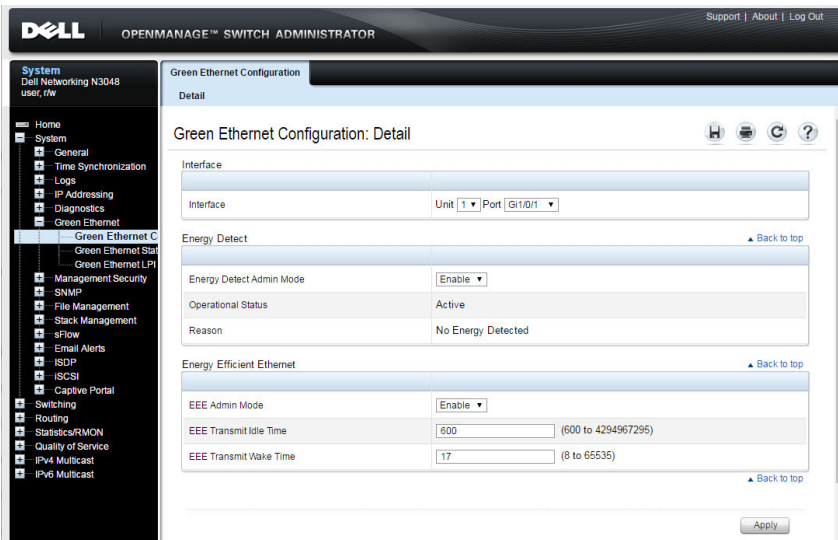 Support | About | Log Out
DELL
OPENMANAGE™ SWITCH ADMINISTRATOR
System
Dell Networking N3048
user, r/w
Home
System
General
Time Synchronization
Logs
IP Addressing
Diagnostics
Green Ethernet
Green Ethernet C
Green Ethernet Stat
Green Ethernet LPI
Management Security
SNMP
File Management
Stack Management
sFlow
Email Alerts
ISDP
iSCSI
Captive Portal
Switching
Routing
Statistics/RMON
Quality of Service
IPv4 Multicast
IPv6 Multicast
Green Ethernet Configuration
Detail
Green Ethernet Configuration: Detail
?
Interface
Interface Unit 1 Port Gi1/0/1
Energy Detect Back to top
Energy Detect Admin Mode Enable
Operational Status Active
Reason No Energy Detected
Energy Efficient Ethernet Back to top
EEE Admin Mode Enable
EEE Transmit Idle Time 600 (600 to 4294967295)
EEE Transmit Wake Time 17 (8 to 65535)
Back to top
Apply